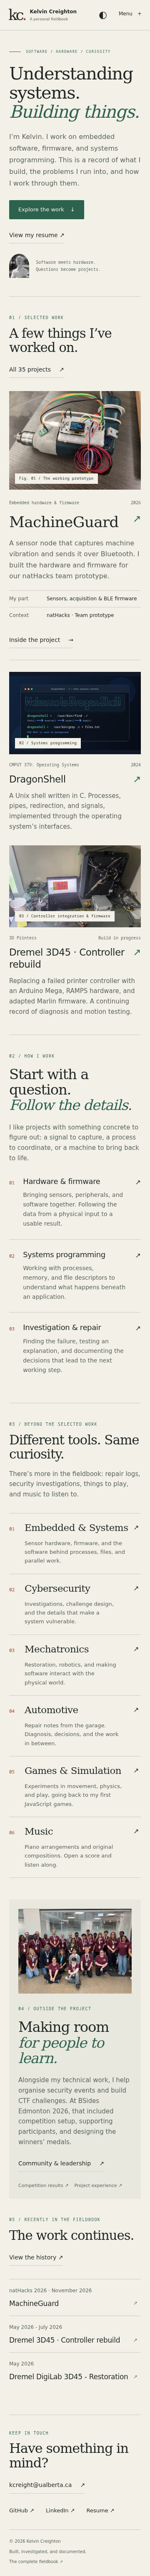 kc. Kelvin Creighton
A personal fieldbook
Menu +
SOFTWARE / HARDWARE / CURIOSITY
Understanding
systems.
Building things.
I'm Kelvin. I work on embedded
software, firmware, and systems
programming. This is a record of what I
build, the problems I run into, and how
I work through them.
Explore the work ↓
View my resume ↗
Software meets hardware.
Questions become projects.
01 / SELECTED WORK
A few things I've
worked on.
All 35 projects ↗
Fig. 01 / The working prototype
Embedded hardware & firmware 2026
MachineGuard ↗
A sensor node that captures machine
vibration and sends it over Bluetooth. I
built the hardware and firmware for
our natHacks team prototype.
My part Sensors, acquisition & BLE firmware
Context natHacks · Team prototype
Inside the project →
02 / Systems programming
CMPUT 379: Operating Systems 2024
DragonShell ↗
A Unix shell written in C. Processes,
pipes, redirection, and signals,
implemented through the operating
system's interfaces.
03 / Controller integration & firmware
3D Printers Build in progress
Dremel 3D45 · Controller ↗
rebuild
Replacing a failed printer controller with
an Arduino Mega, RAMPS hardware, and
adapted Marlin firmware. A continuing
record of diagnosis and motion testing.
02 / HOW I WORK
Start with a
question.
Follow the details.
I like projects with something concrete to
figure out: a signal to capture, a process
to coordinate, or a machine to bring back
to life.
01 Hardware & firmware ↗
Bringing sensors, peripherals, and
software together. Following the
data from a physical input to a
usable result.
02 Systems programming ↗
Working with processes,
memory, and file descriptors to
understand what happens beneath
an application.
03 Investigation & repair ↗
Finding the failure, testing an
explanation, and documenting the
decisions that lead to the next
working step.
03 / BEYOND THE SELECTED WORK
Different tools. Same
curiosity.
There's more in the fieldbook: repair logs,
security investigations, things to play,
and music to listen to.
01 Embedded & Systems ↗
Sensor hardware, firmware, and the
software behind processes, files, and
parallel work.
02 Cybersecurity ↗
Investigations, challenge design,
and the details that make a
system vulnerable.
03 Mechatronics ↗
Restoration, robotics, and making
software interact with the
physical world.
04 Automotive ↗
Repair notes from the garage.
Diagnosis, decisions, and the work
in between.
05 Games & Simulation ↗
Experiments in movement, physics,
and play, going back to my first
JavaScript games.
06 Music ↗
Piano arrangements and original
compositions. Open a score and
listen along.
04 / OUTSIDE THE PROJECT
Making room
for people to
learn.
Alongside my technical work, I help
organise security events and build
CTF challenges. At BSides
Edmonton 2026, that included
competition setup, supporting
participants, and designing the
winners' medals.
Community & leadership ↗
Competition results ↗ Project experience ↗
05 / RECENTLY IN THE FIELDBOOK
The work continues.
View the history ↗
natHacks 2026 · November 2026
MachineGuard ↗
May 2026 - July 2026
Dremel 3D45 · Controller rebuild ↗
May 2026
Dremel DigiLab 3D45 - Restoration ↗
KEEP IN TOUCH
Have something in
mind?
kcreight@ualberta.ca ↗
GitHub ↗ LinkedIn ↗ Resume ↗
© 2026 Kelvin Creighton
Built, investigated, and documented.
The complete fieldbook ↗